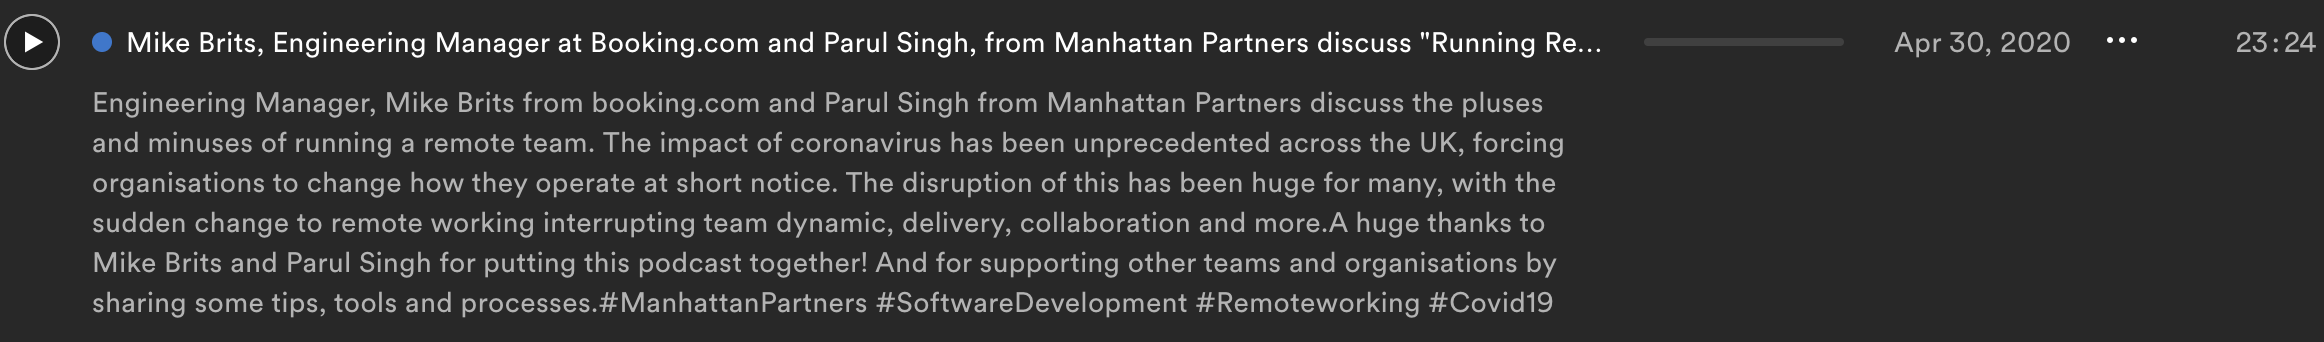 Mike Brits, Engineering Manager at Booking.com and Parul Singh, from Manhattan Partners discuss "Running Re... Apr 30, 2020 ••• 23:24
Engineering Manager, Mike Brits from booking.com and Parul Singh from Manhattan Partners discuss the pluses
and minuses of running a remote team. The impact of coronavirus has been unprecedented across the UK, forcing
organisations to change how they operate at short notice. The disruption of this has been huge for many, with the
sudden change to remote working interrupting team dynamic, delivery, collaboration and more.A huge thanks to
Mike Brits and Parul Singh for putting this podcast together! And for supporting other teams and organisations by
sharing some tips, tools and processes.#ManhattanPartners #SoftwareDevelopment #Remoteworking #Covid19